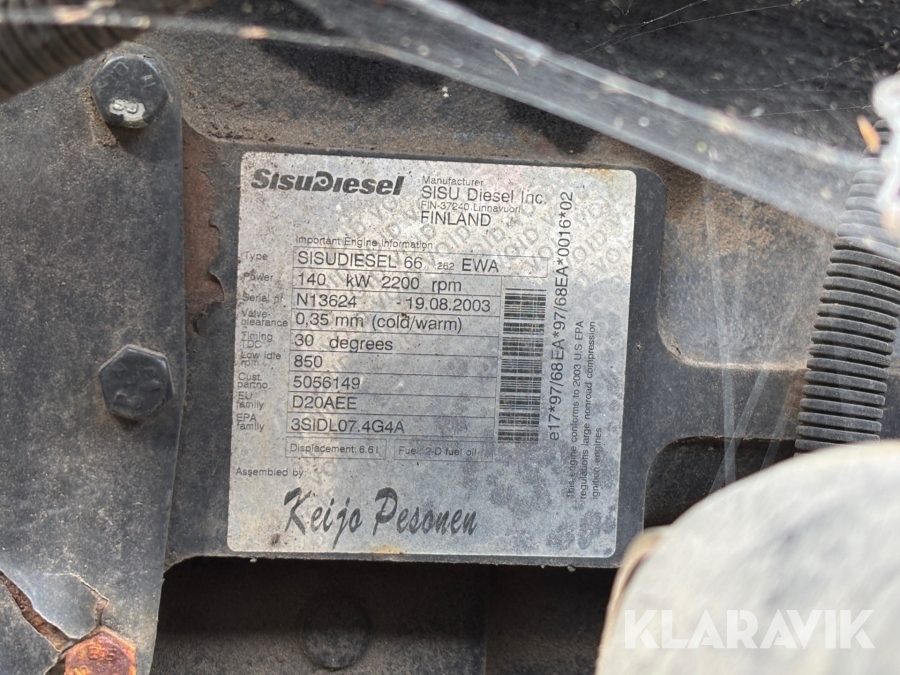 SISUDIESEL
Manufacturer
SISU Diesel Inc.
FIN-37240 Linnavuori
FINLAND
Important Engine Information
Type SISUDIESEL 66 262 EWA
Power 140 kW 2200 rpm
Serial nr N13624 - 19.08.2003
Valve-
clearance 0,35 mm (cold/warm)
Timing
DC 30 degrees
Low idle
rpm 850
Cust.
partno 5056149
EU
family D20AEE
EPA
family 3SIDL07.4G4A
Displacement: 6.6 l Fuel: 2-D fuel oil
Assembled by:
Keijo Pesonen
e17*97/68EA*97/68EA*0016*02
This Engine conforms to 2003 U.S EPA
regulations large nonroad compression
ignition engines
KLARAVIK